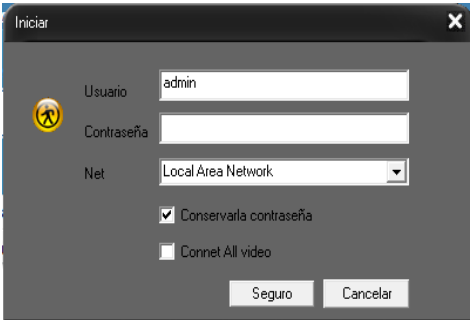 Iniciar
Usuario
admin
Contraseña
Net
Local Area Network
Conservarla contraseña
Connet All video
Seguro
Cancelar